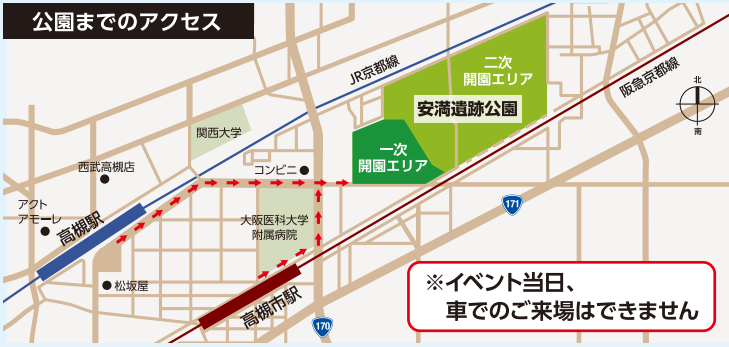 公園までのアクセス
JR京都線
二次
開園エリア
安満遺跡公園
阪急京都線
北
南
関西大学
一次
開園エリア
コンビニ
西武高槻店
アクト
アモーレ
高槻駅
大阪医科大学
附属病院
171
松坂屋
高槻市駅
170
※イベント当日、
車でのご来場はできません